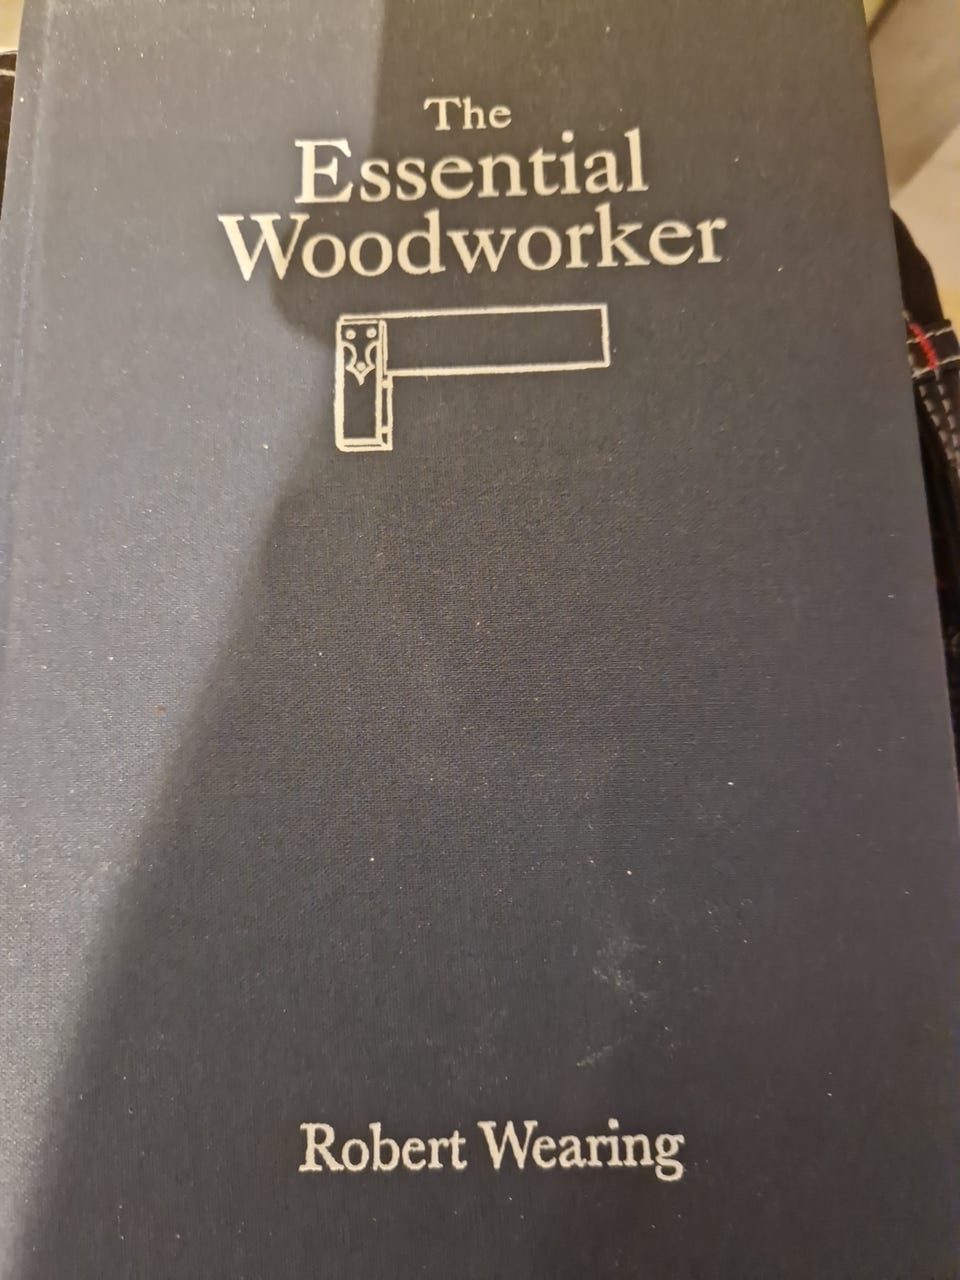 The
Essential
Woodworker
Robert Wearing